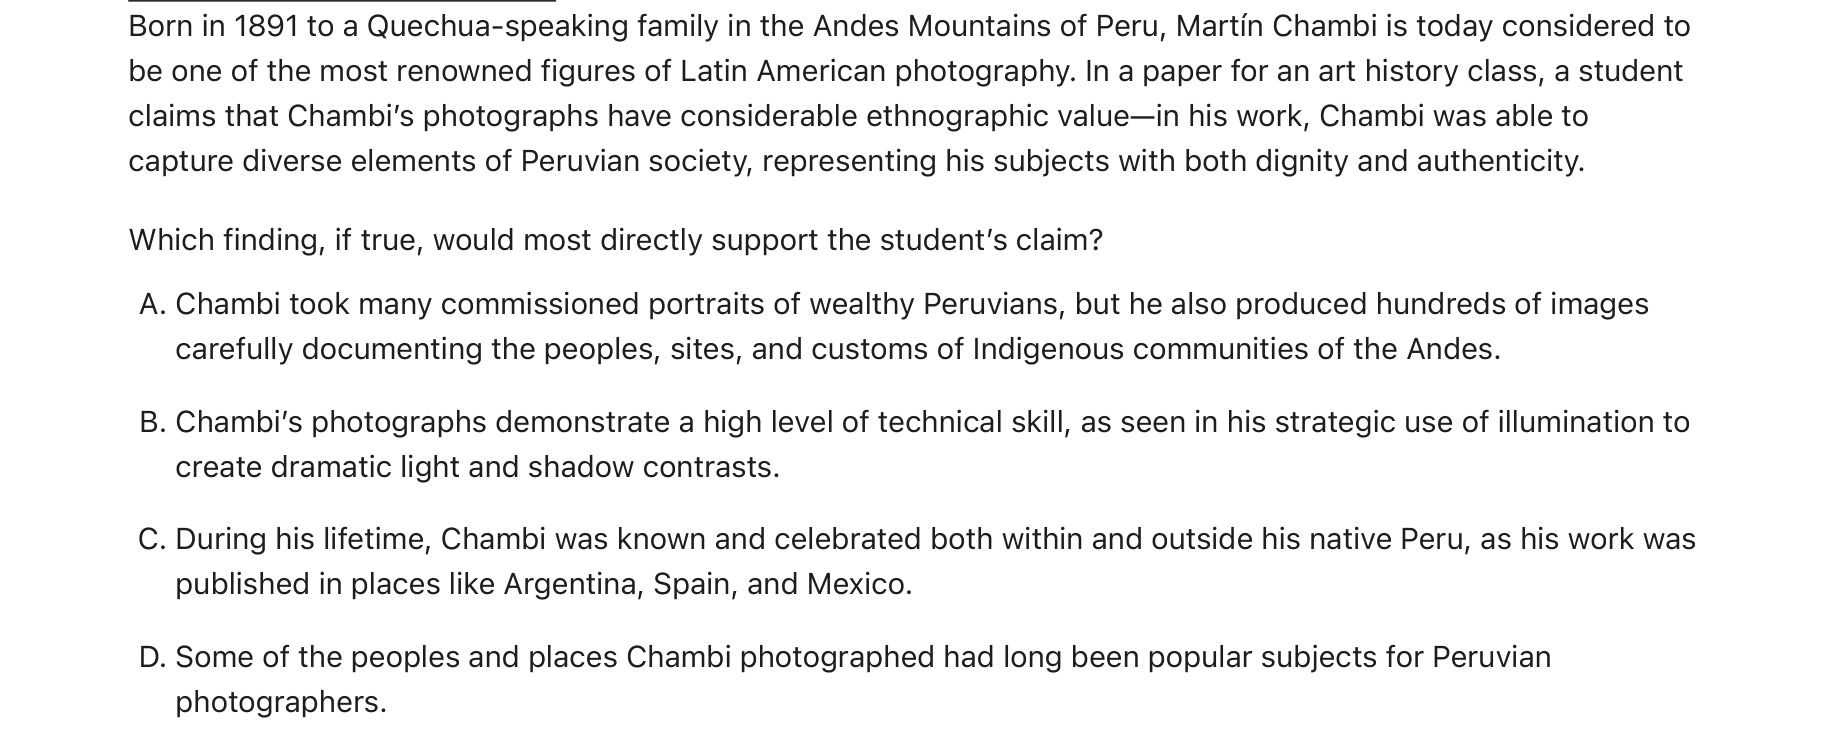 Born in 1891 to a Quechua-speaking family in the Andes Mountains of Peru, Martín Chambi is today considered to
be one of the most renowned figures of Latin American photography. In a paper for an art history class, a student
claims that Chambi’s photographs have considerable ethnographic value—in his work, Chambi was able to
capture diverse elements of Peruvian society, representing his subjects with both dignity and authenticity.
Which finding, if true, would most directly support the student’s claim?
A. Chambi took many commissioned portraits of wealthy Peruvians, but he also produced hundreds of images
carefully documenting the peoples, sites, and customs of Indigenous communities of the Andes.
B. Chambi’s photographs demonstrate a high level of technical skill, as seen in his strategic use of illumination to
create dramatic light and shadow contrasts.
C. During his lifetime, Chambi was known and celebrated both within and outside his native Peru, as his work was
published in places like Argentina, Spain, and Mexico.
D. Some of the peoples and places Chambi photographed had long been popular subjects for Peruvian
photographers.